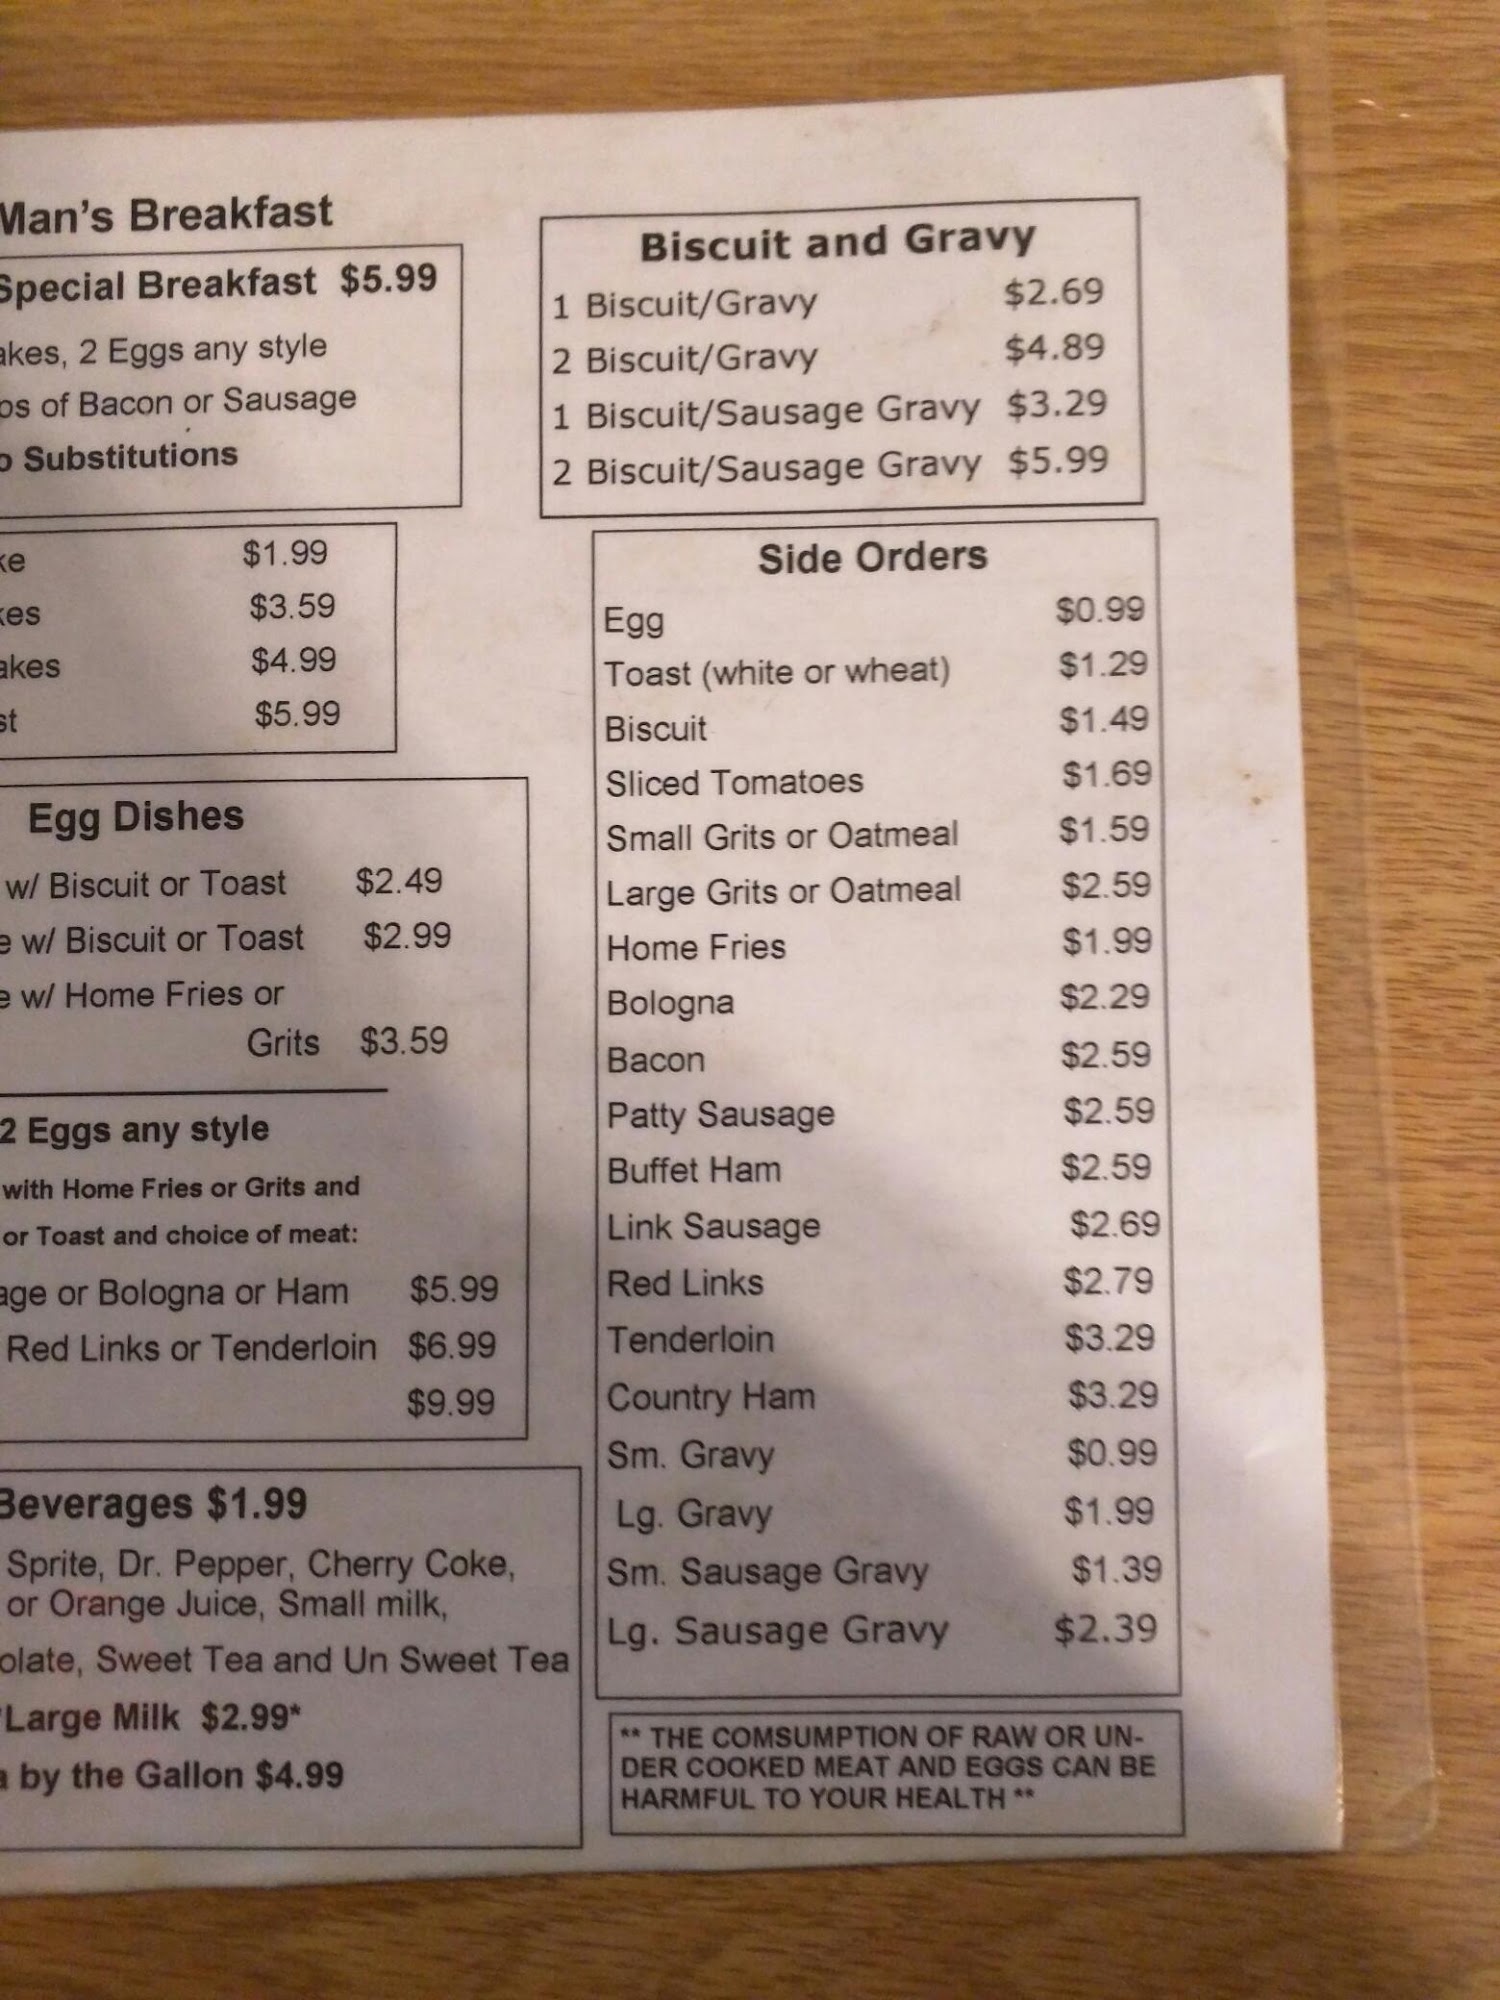 Man's Breakfast
Special Breakfast $5.99
akes, 2 Eggs any style
ps of Bacon or Sausage
o Substitutions
ke $1.99
kes $3.59
akes $4.99
st $5.99
Egg Dishes
w/ Biscuit or Toast $2.49
e w/ Biscuit or Toast $2.99
e w/ Home Fries or
Grits $3.59
2 Eggs any style
with Home Fries or Grits and
or Toast and choice of meat:
age or Bologna or Ham $5.99
Red Links or Tenderloin $6.99
$9.99
Beverages $1.99
Sprite, Dr. Pepper, Cherry Coke,
or Orange Juice, Small milk,
olate, Sweet Tea and Un Sweet Tea
*Large Milk $2.99*
a by the Gallon $4.99
Biscuit and Gravy
1 Biscuit/Gravy $2.69
2 Biscuit/Gravy $4.89
1 Biscuit/Sausage Gravy $3.29
2 Biscuit/Sausage Gravy $5.99
Side Orders
Egg $0.99
Toast (white or wheat) $1.29
Biscuit $1.49
Sliced Tomatoes $1.69
Small Grits or Oatmeal $1.59
Large Grits or Oatmeal $2.59
Home Fries $1.99
Bologna $2.29
Bacon $2.59
Patty Sausage $2.59
Buffet Ham $2.59
Link Sausage $2.69
Red Links $2.79
Tenderloin $3.29
Country Ham $3.29
Sm. Gravy $0.99
Lg. Gravy $1.99
Sm. Sausage Gravy $1.39
Lg. Sausage Gravy $2.39
** THE COMSUMPTION OF RAW OR UN-
DER COOKED MEAT AND EGGS CAN BE
HARMFUL TO YOUR HEALTH **